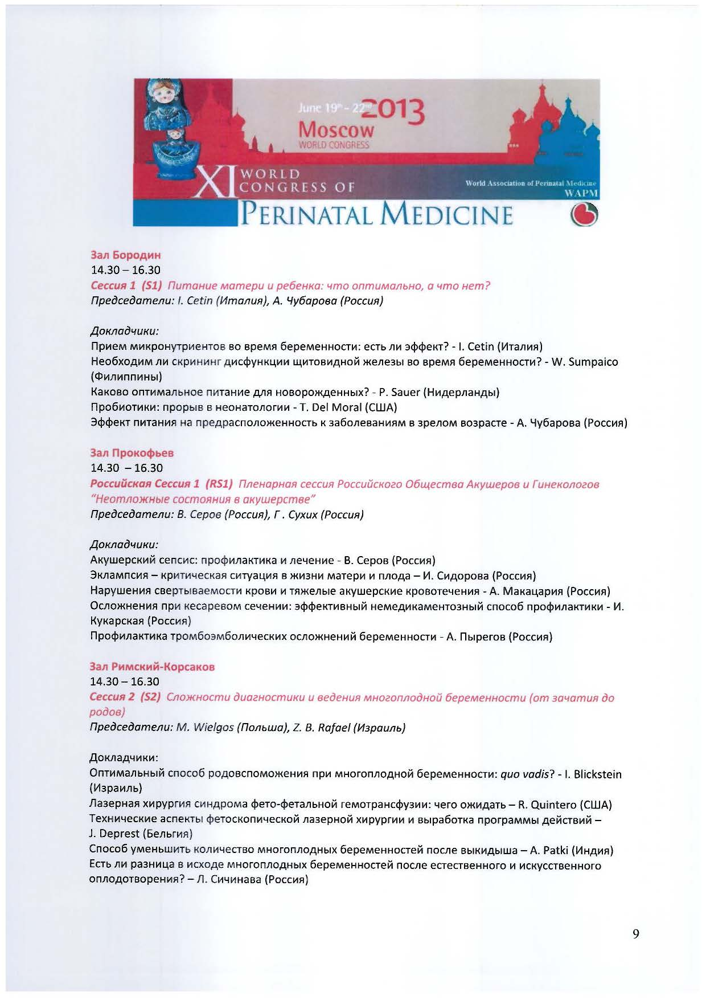 June 19th - 22nd 2013
Moscow
WORLD CONGRESS
XI WORLD
CONGRESS OF
World Association of Perinatal Medicine
WAPM
PERINATAL MEDICINE
Зал Бородин
14.30 – 16.30
Сессия 1 (S1) Питание матери и ребенка: что оптимально, а что нет?
Председатели: I. Cetin (Италия), А. Чубарова (Россия)
Докладчики:
Прием микронутриентов во время беременности: есть ли эффект? - I. Cetin (Италия)
Необходим ли скрининг дисфункции щитовидной железы во время беременности? - W. Sumpaico
(Филиппины)
Каково оптимальное питание для новорожденных? - P. Sauer (Нидерланды)
Пробиотики: прорыв в неонатологии - T. Del Moral (США)
Эффект питания на предрасположенность к заболеваниям в зрелом возрасте - А. Чубарова (Россия)
Зал Прокофьев
14.30 – 16.30
Российская Сессия 1 (RS1) Пленарная сессия Российского Общества Акушеров и Гинекологов
“Неотложные состояния в акушерстве”
Председатели: В. Серов (Россия), Г . Сухих (Россия)
Докладчики:
Акушерский сепсис: профилактика и лечение - В. Серов (Россия)
Эклампсия – критическая ситуация в жизни матери и плода – И. Сидорова (Россия)
Нарушения свертываемости крови и тяжелые акушерские кровотечения - А. Макацария (Россия)
Осложнения при кесаревом сечении: эффективный немедикаментозный способ профилактики - И.
Кукарская (Россия)
Профилактика тромбоэмболических осложнений беременности - А. Пырегов (Россия)
Зал Римский-Корсаков
14.30 – 16.30
Сессия 2 (S2) Сложности диагностики и ведения многоплодной беременности (от зачатия до
родов)
Председатели: M. Wielgos (Польша), Z. B. Rafael (Израиль)
Докладчики:
Оптимальный способ родовспоможения при многоплодной беременности: quo vadis? - I. Blickstein
(Израиль)
Лазерная хирургия синдрома фето-фетальной гемотрансфузии: чего ожидать – R. Quintero (США)
Технические аспекты фетоскопической лазерной хирургии и выработка программы действий –
J. Deprest (Бельгия)
Способ уменьшить количество многоплодных беременностей после выкидыша – A. Patki (Индия)
Есть ли разница в исходе многоплодных беременностей после естественного и искусственного
оплодотворения? – Л. Сичинава (Россия)
9